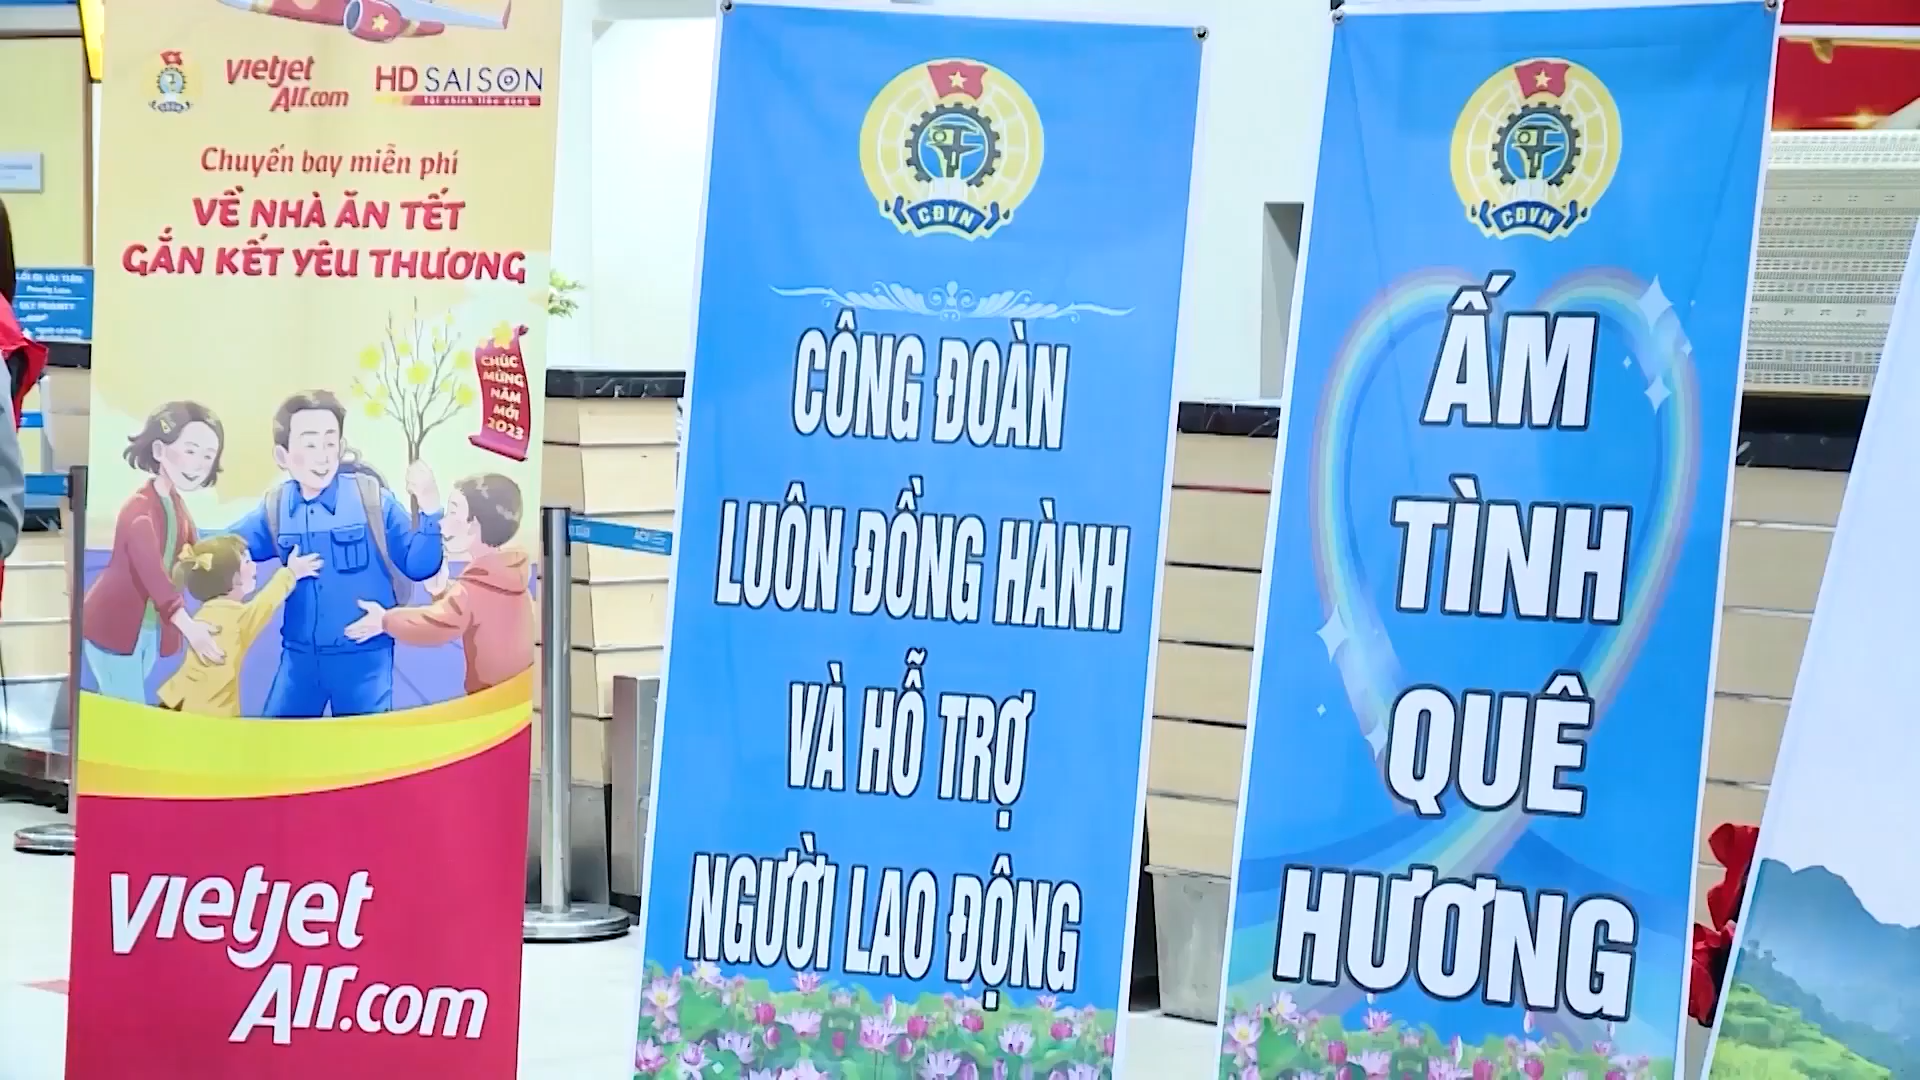 vietjet
Air.com
HD SAISON
Chuyến bay miễn phí
VỀ NHÀ ĂN TẾT
GẮN KẾT YÊU THƯƠNG
CHÚC
MỪNG
NĂM
MỚI
2023
vietjet
Air.com
CĐVN
CÔNG ĐOÀN
LUÔN ĐỒNG HÀNH
VÀ HỖ TRỢ
NGƯỜI LAO ĐỘNG
CĐVN
ẤM
TÌNH
QUÊ
HƯƠNG